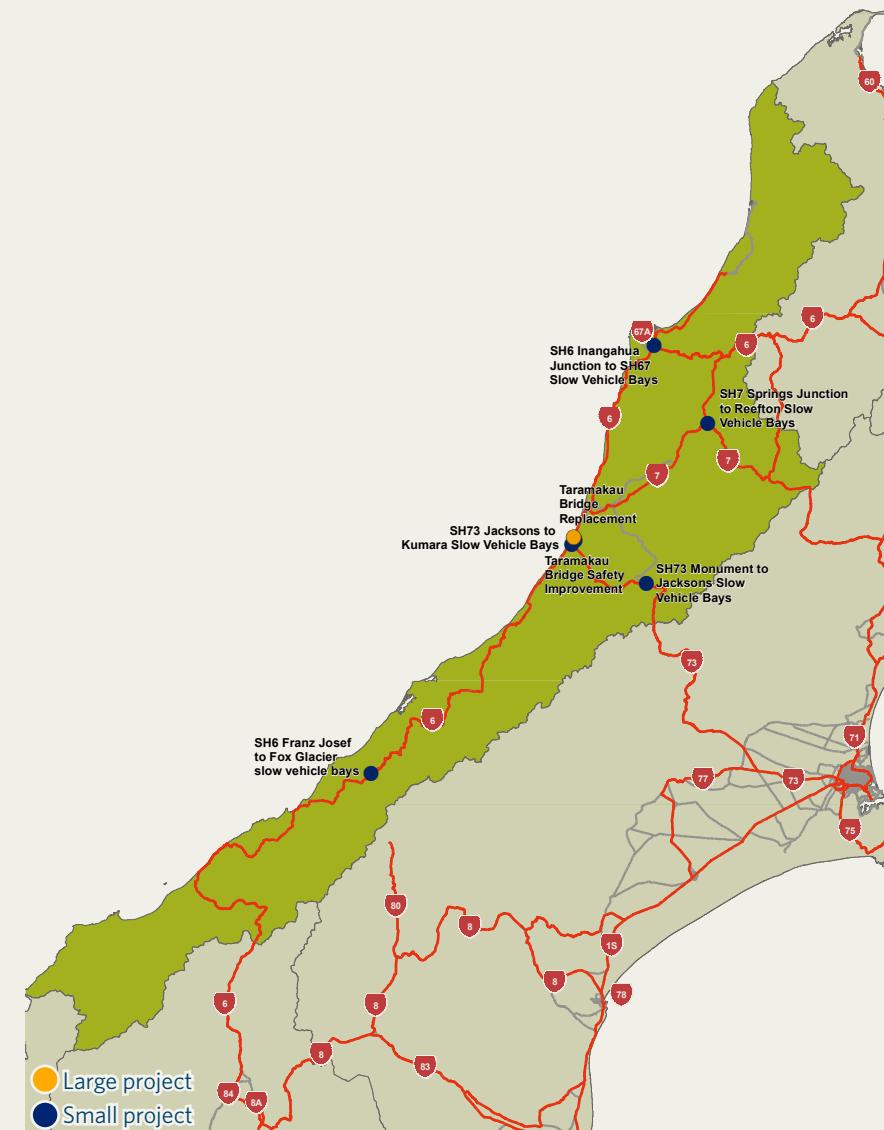 60
6
67A
6
SH6 Inangahua
Junction to SH67
Slow Vehicle Bays
SH7 Springs Junction
to Reefton Slow
Vehicle Bays
6
7
7
Taramakau
Bridge
Replacement
SH73 Jacksons to
Kumara Slow Vehicle Bays
Taramakau
Bridge Safety
Improvement
SH73 Monument to
Jacksons Slow
Vehicle Bays
73
6
71
SH6 Franz Josef
to Fox Glacier
slow vehicle bays
77
73
75
80
8
1S
8
78
6
8
8
83
84
8A
Large project
Small project